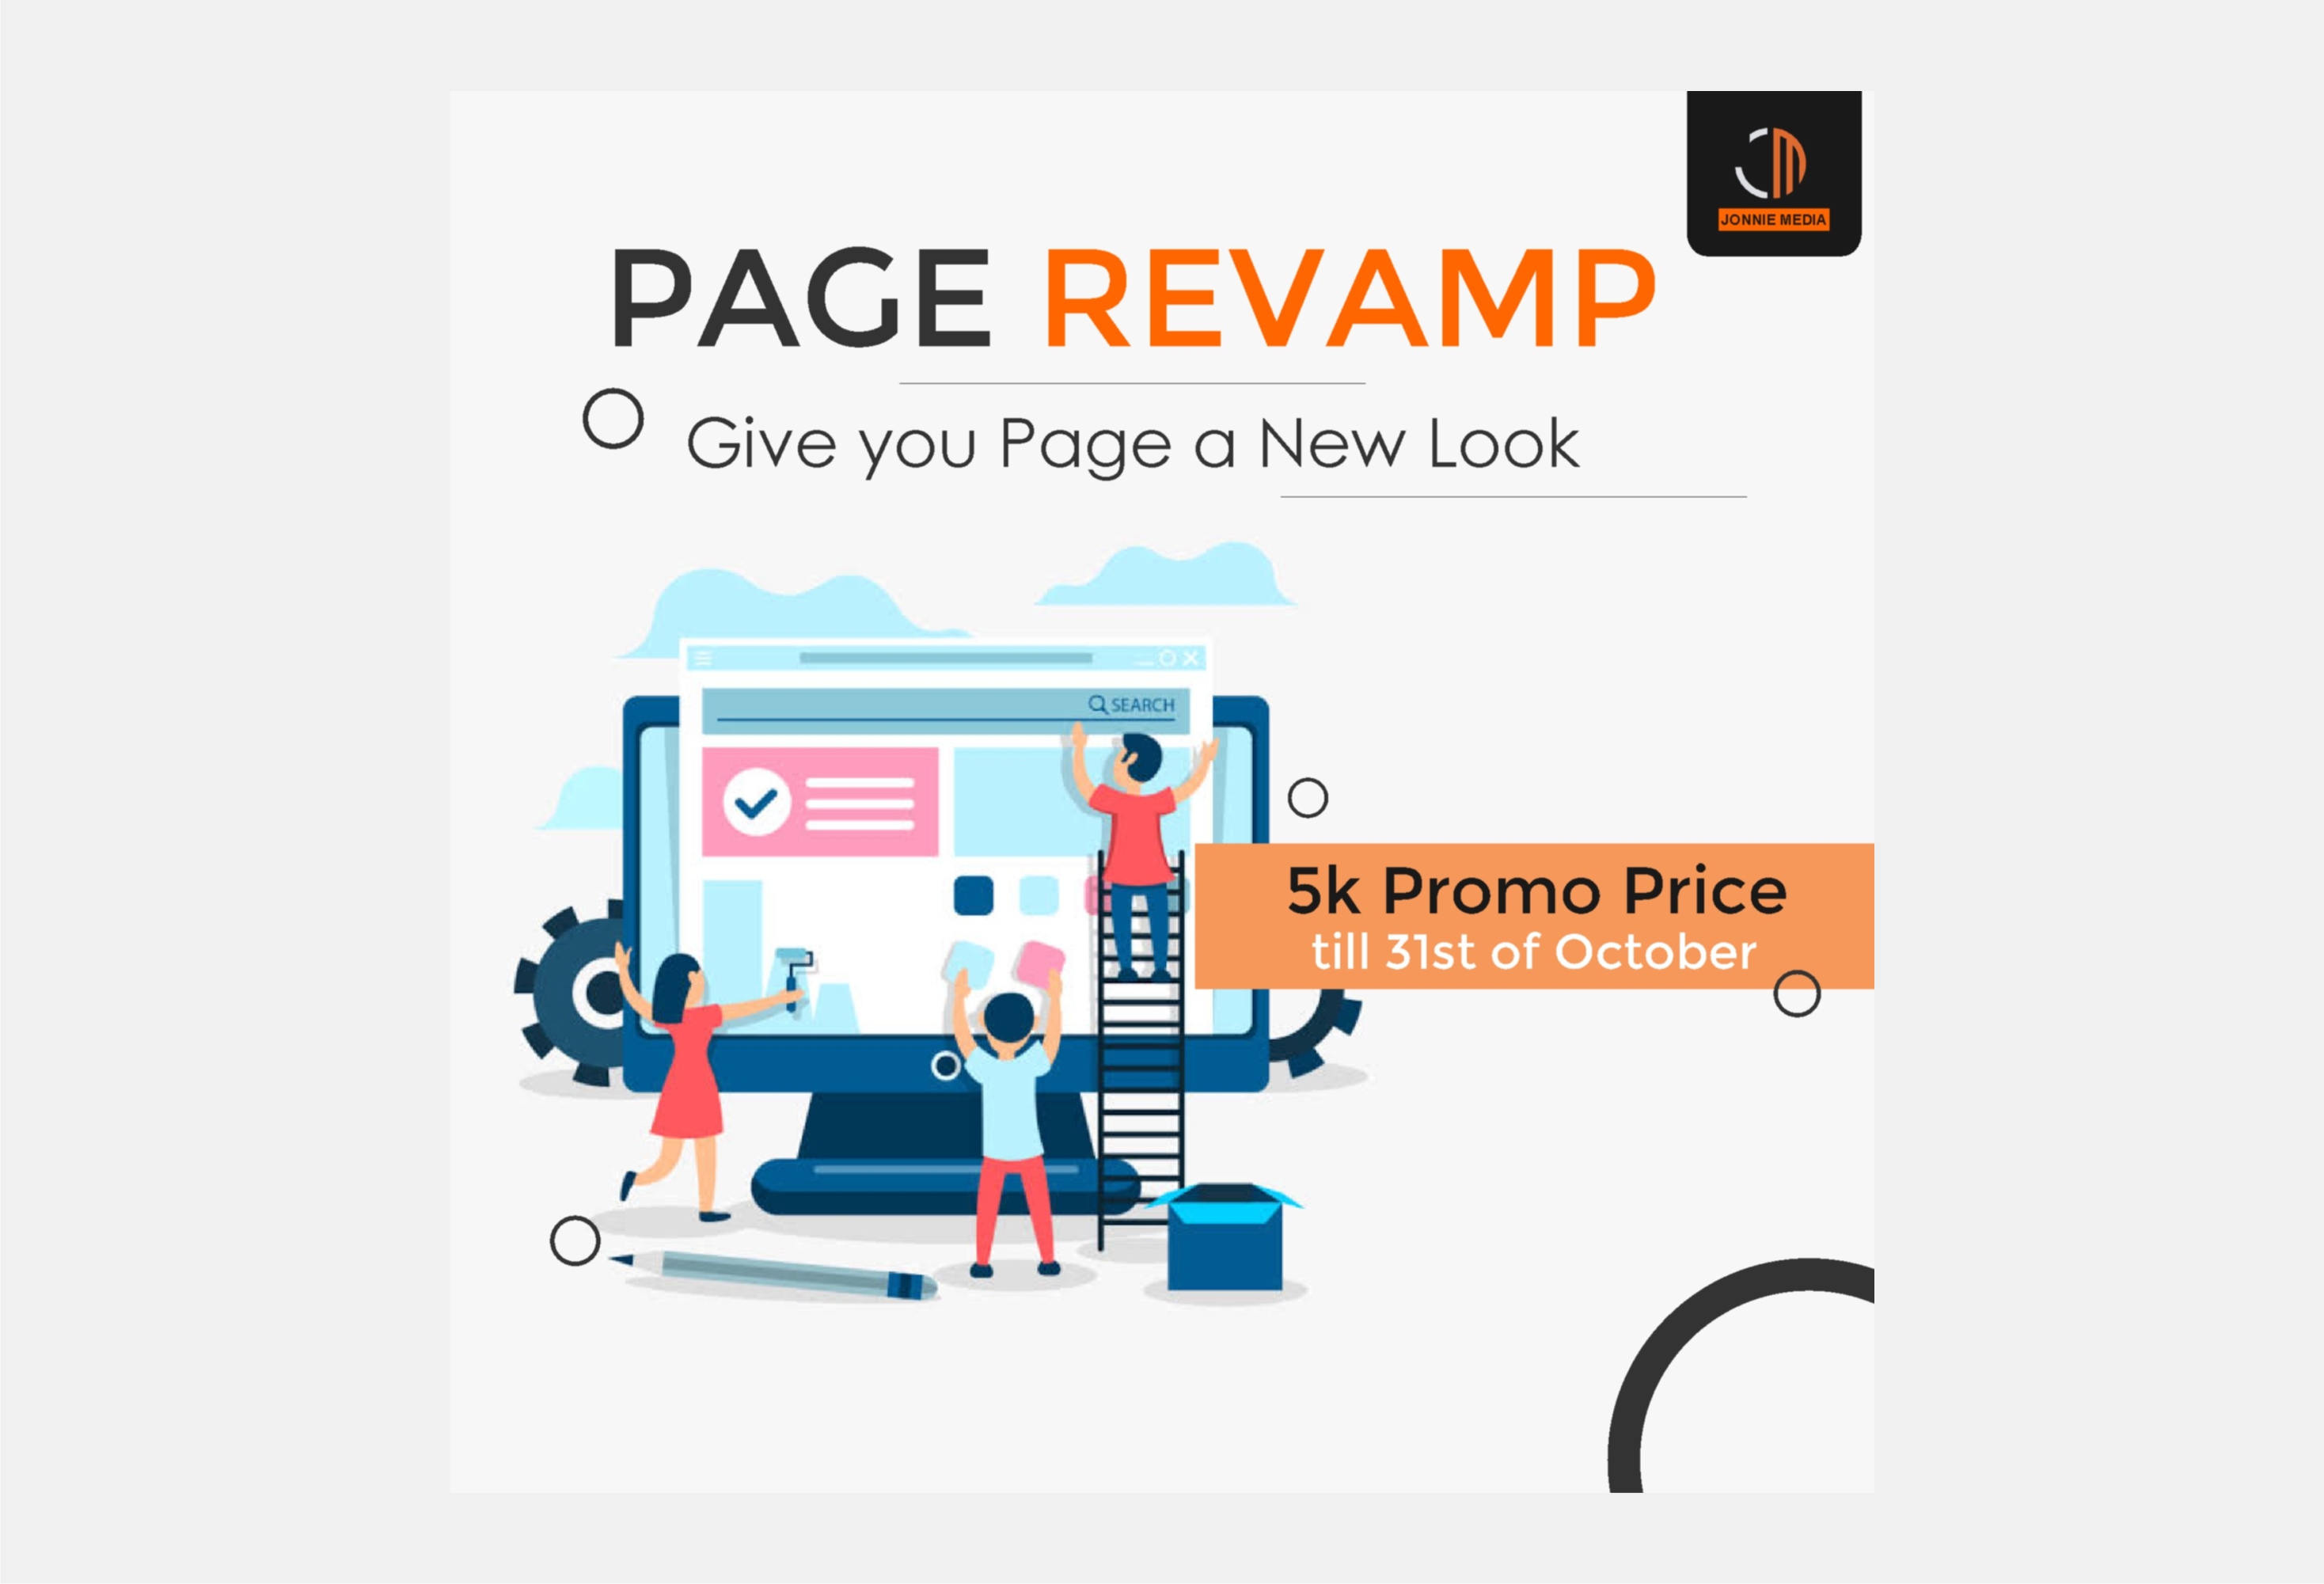 JONNIE MEDIA
PAGE REVAMP
Give you Page a New Look
SEARCH
5k Promo Price
till 31st of October